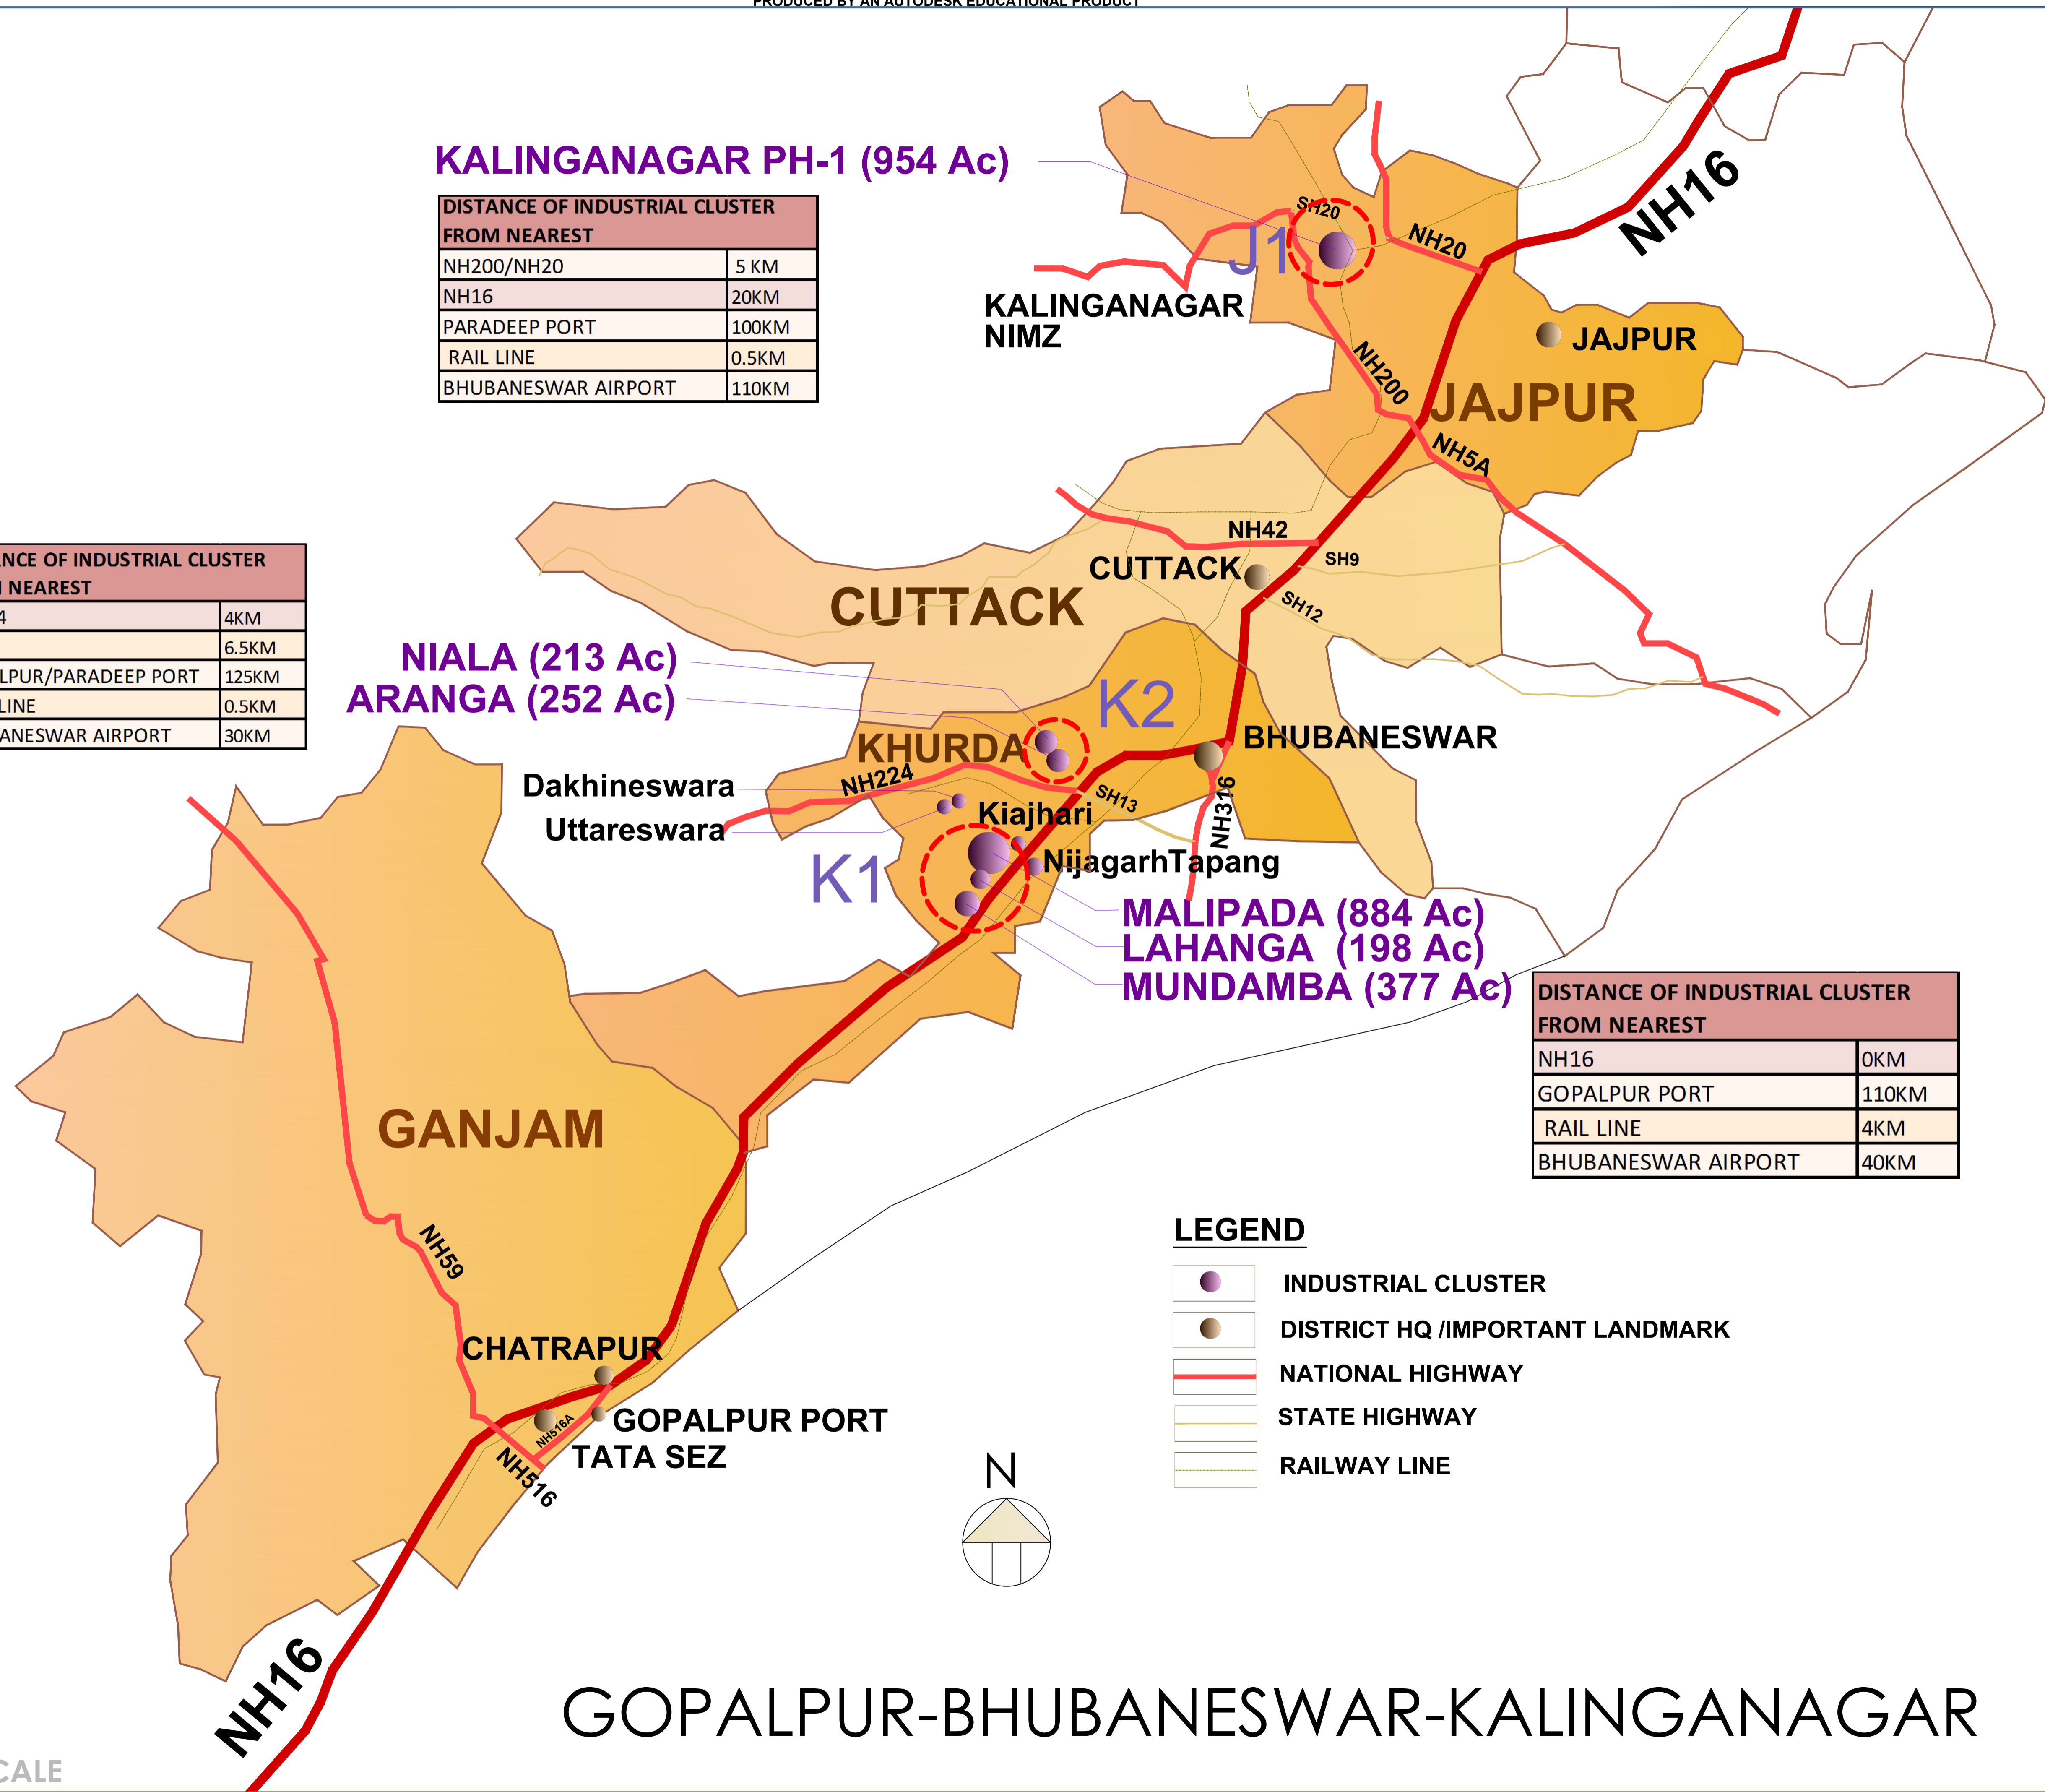 PRODUCED BY AN AUTODESK EDUCATIONAL PRODUCT
NH16
KALINGANAGAR PH-1 (954 Ac)
DISTANCE OF INDUSTRIAL CLUSTER
FROM NEAREST
NH200/NH20 5 KM
NH16 20KM
PARADEEP PORT 100KM
RAIL LINE 0.5KM
BHUBANESWAR AIRPORT 110KM
SH20
J1
NH20
KALINGANAGAR
NIMZ
JAJPUR
NH200
JAJPUR
NH5A
NH42
SH9
CUTTACK
SH12
CUTTACK
ANCE OF INDUSTRIAL CLUSTER
NEAREST
4 4KM
6.5KM
LPUR/PARADEEP PORT 125KM
LINE 0.5KM
ANESWAR AIRPORT 30KM
NIALA (213 Ac)
ARANGA (252 Ac)
K2
KHURDA
BHUBANESWAR
Dakhineswara
NH224
SH13
NH316
Uttareswara
Kiajhari
K1
NijagarhTapang
MALIPADA (884 Ac)
LAHANGA (198 Ac)
MUNDAMBA (377 Ac)
DISTANCE OF INDUSTRIAL CLUSTER
FROM NEAREST
NH16 0KM
GOPALPUR PORT 110KM
RAIL LINE 4KM
BHUBANESWAR AIRPORT 40KM
GANJAM
NH59
LEGEND
INDUSTRIAL CLUSTER
DISTRICT HQ /IMPORTANT LANDMARK
NATIONAL HIGHWAY
STATE HIGHWAY
RAILWAY LINE
CHATRAPUR
GOPALPUR PORT
NH516A
TATA SEZ
NH516
N
NH16
GOPALPUR-BHUBANESWAR-KALINGANAGAR
CALE